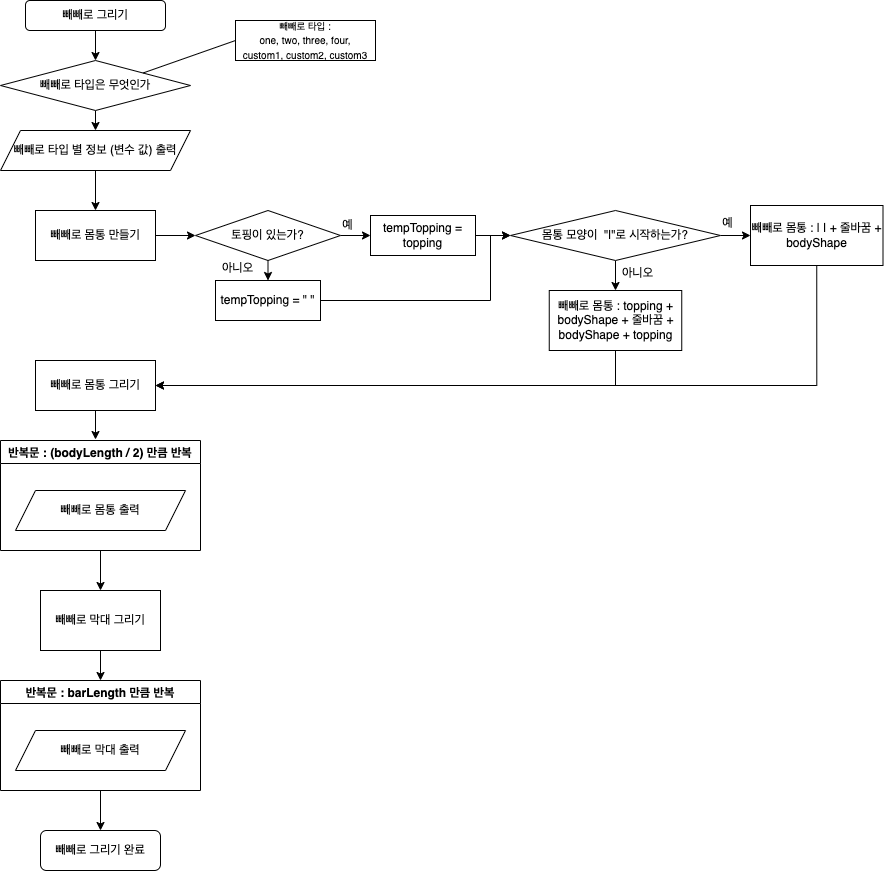 빼빼로 그리기
빼빼로 타입 :
one, two, three, four,
custom1, custom2, custom3
빼빼로 타입은 무엇인가
빼빼로 타입 별 정보 (변수 값) 출력
빼빼로 몸통 만들기
토핑이 있는가?
예
아니오
tempTopping =
topping
tempTopping = " "
몸통 모양이 "l"로 시작하는가?
예
아니오
빼빼로 몸통 : l l + 줄바꿈 +
bodyShape
빼빼로 몸통 : topping +
bodyShape + 줄바꿈 +
bodyShape + topping
빼빼로 몸통 그리기
반복문 : (bodyLength / 2) 만큼 반복
빼빼로 몸통 출력
빼빼로 막대 그리기
반복문 : barLength 만큼 반복
빼빼로 막대 출력
빼빼로 그리기 완료